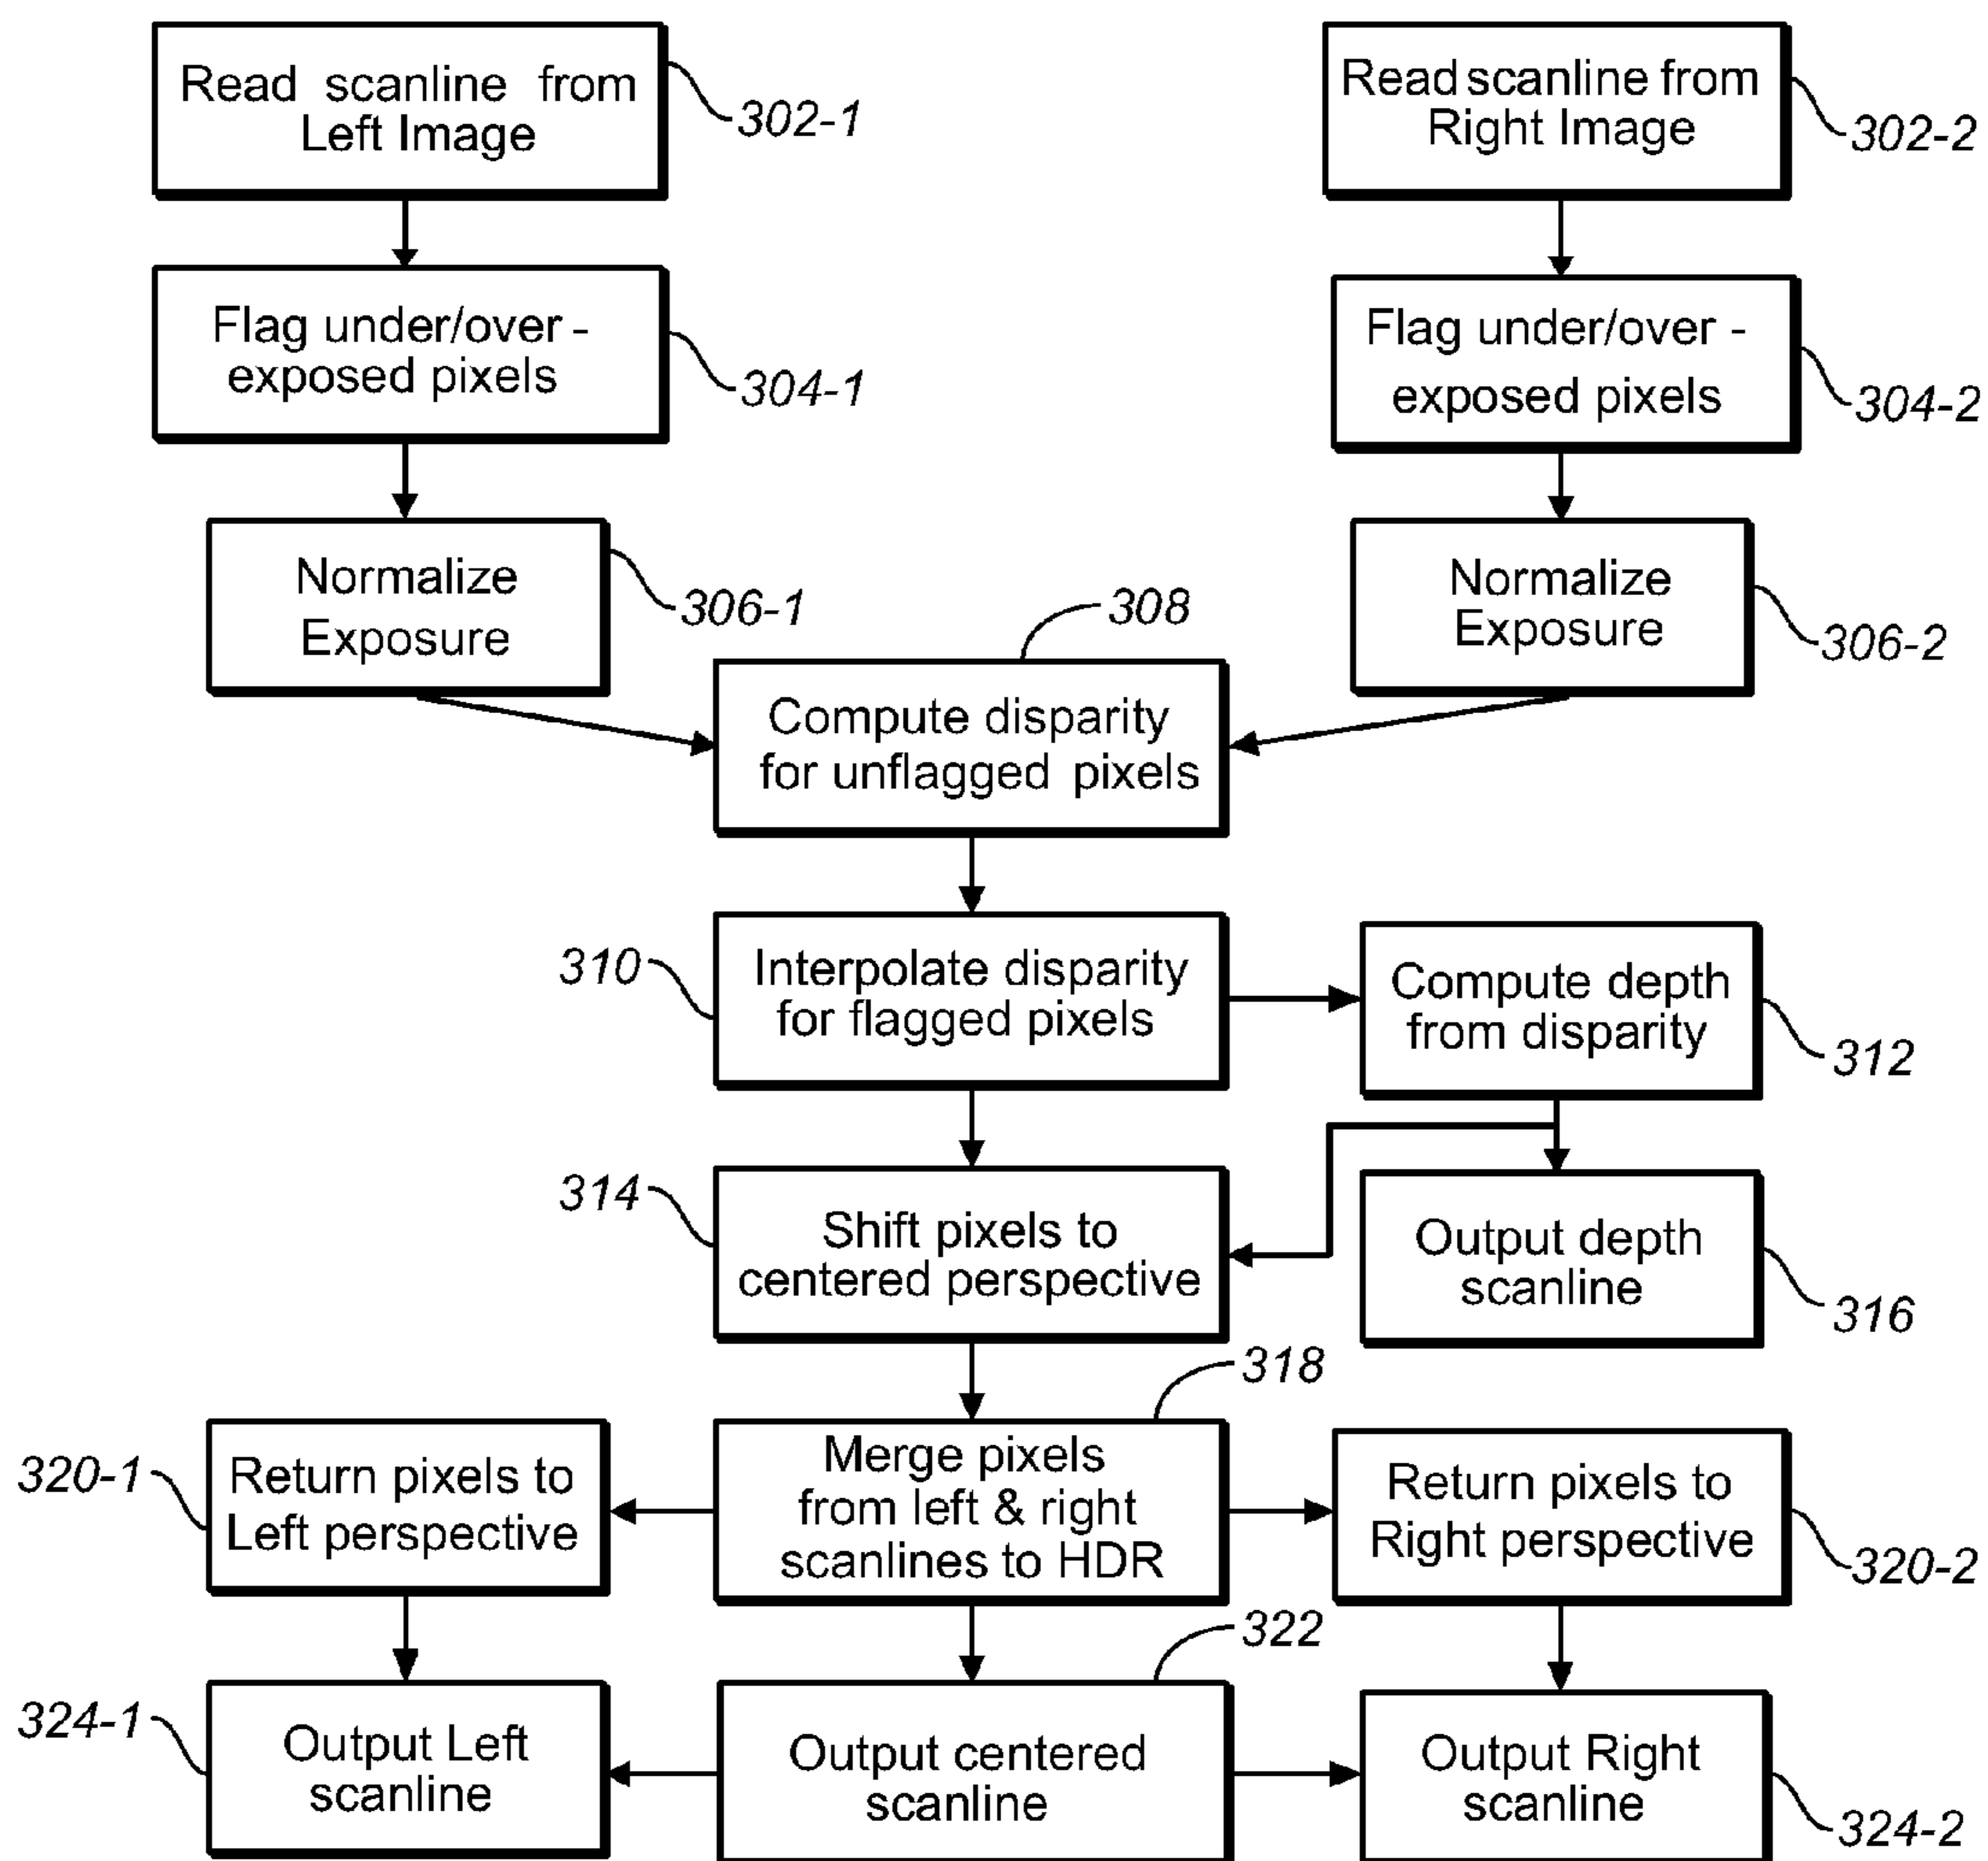 Read scanline from
Left Image
302-1
Read scanline from
Right Image
302-2
Flag under/over -
exposed pixels
304-1
Flag under/over -
exposed pixels
304-2
Normalize
Exposure
306-1
308
Normalize
Exposure
306-2
Compute disparity
for unflagged pixels
310
Interpolate disparity
for flagged pixels
Compute depth
from disparity
312
314
Shift pixels to
centered perspective
Output depth
scanline
316
318
320-1
Return pixels to
Left perspective
Merge pixels
from left & right
scanlines to HDR
Return pixels to
Right perspective
320-2
322
324-1
Output Left
scanline
Output centered
scanline
Output Right
scanline
324-2